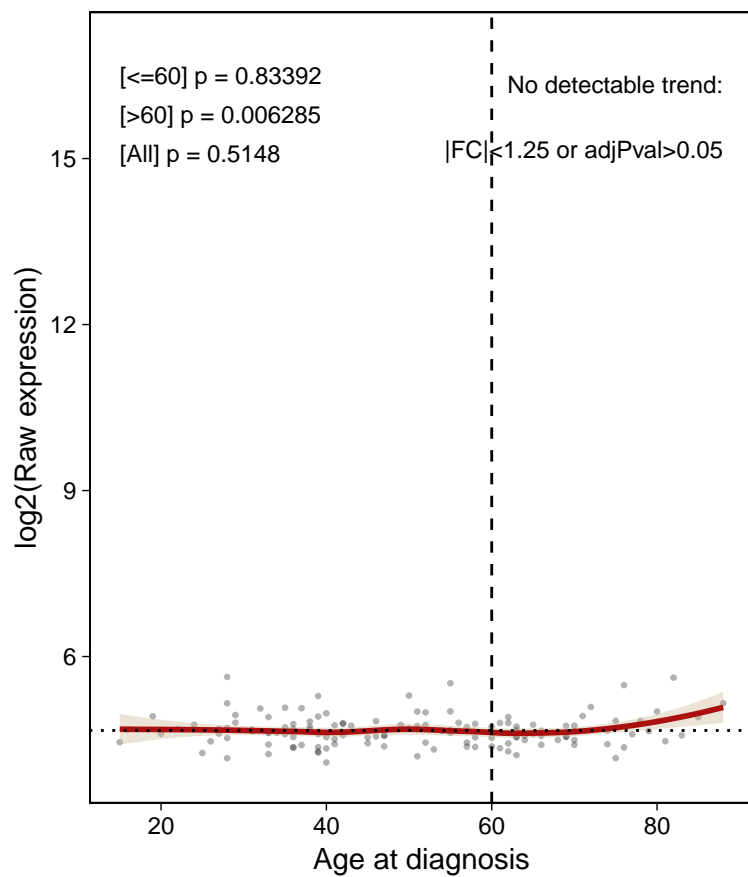 [<=60] p = 0.83392
[>60] p = 0.006285
[All] p = 0.5148
No detectable trend:
|FC|<1.25 or adjPval>0.05
log2(Raw expression)
15
12
9
6
20 40 60 80
Age at diagnosis